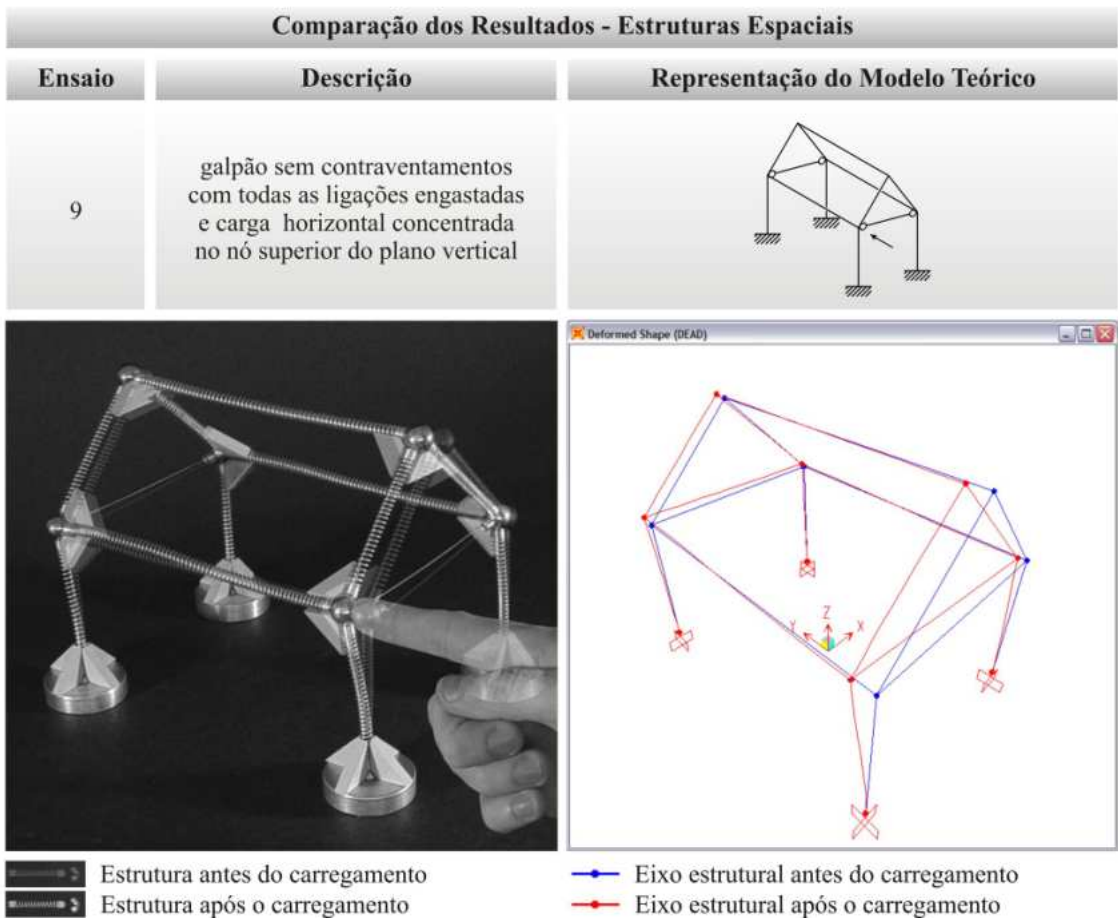 Comparação dos Resultados - Estruturas Espaciais
Ensaio
Descrição
Representação do Modelo Teórico
9
galpão sem contraventamentos
com todas as ligações engastadas
e carga horizontal concentrada
no nó superior do plano vertical
Deformed Shape (DEAD)
Z
Y
X
Estrutura antes do carregamento
Estrutura após o carregamento
Eixo estrutural antes do carregamento
Eixo estrutural após o carregamento